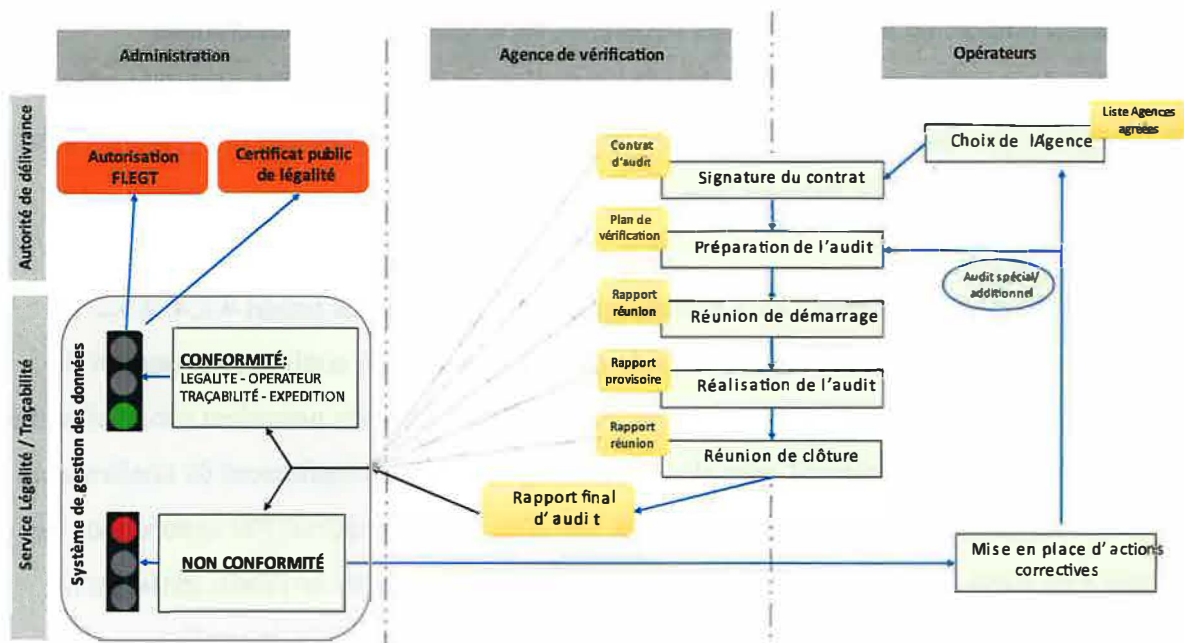 Administration
Agence de vérification
Opérateurs
Autorité de délivrance
Autorisation
FLEGT
Certificat public
de légalité
Contrat
d'audit
Signature du contrat
Choix de l'Agence
Liste Agences
agréées
Plan de
vérification
Préparation de l'audit
Audit spécial/
additionnel
Rapport
réunion
Réunion de démarrage
Rapport
provisoire
Réalisation de l'audit
Rapport
réunion
Réunion de clôture
Rapport final
d'audit
Service Légalité / Traçabilité
Système de gestion des données
CONFORMITÉ:
LEGALITE - OPERATEUR
TRAÇABILITÉ - EXPEDITION
NON CONFORMITÉ
Mise en place d'actions
correctives